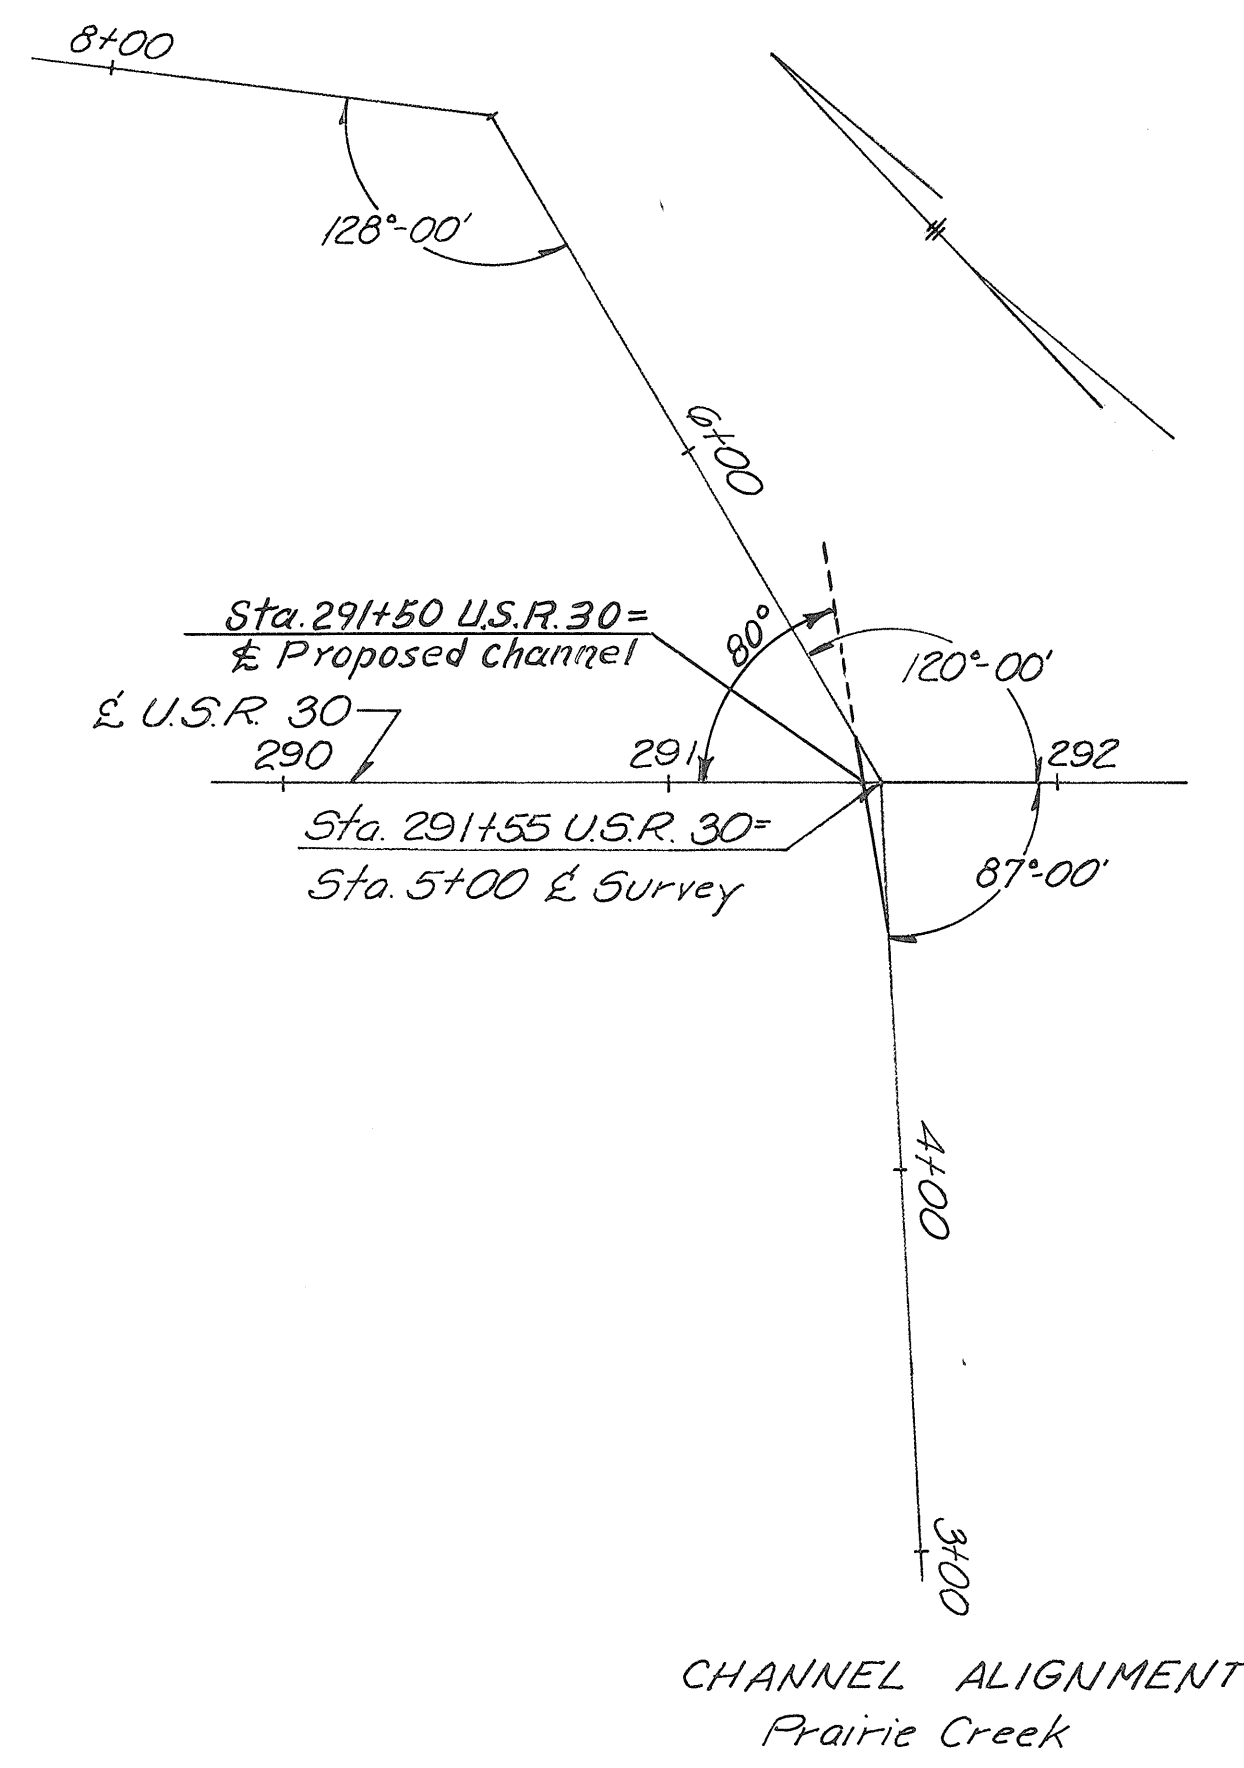 8+00
128°-00'
6+00
Sta. 291+50 U.S.R. 30=
℄ Proposed Channel
80°
120°-00'
℄ U.S.R. 30
290
291
292
Sta. 291+55 U.S.R. 30=
Sta. 5+00 ℄ Survey
87°-00'
4+00
3+00
CHANNEL ALIGNMENT
Prairie Creek